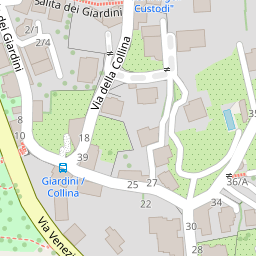 Salita dei Giardini
Custodi"
dei Giardini
2/1
2/4
Via della Collina
8
10
18
39
34
36/A
Giardini /
Collina
25
27
22
28
30
Via Venezi